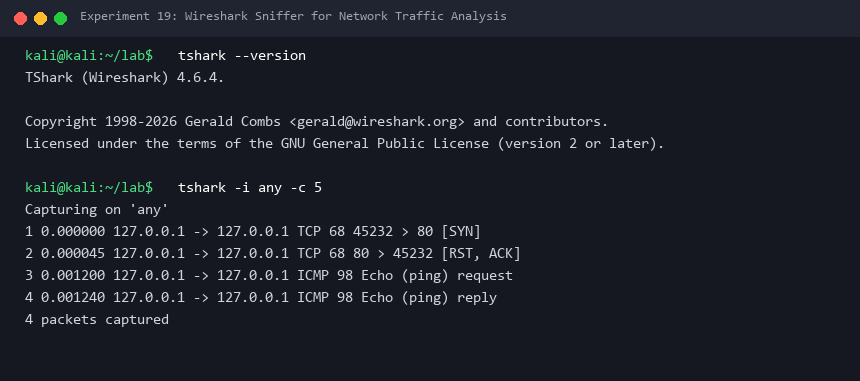 Experiment 19: Wireshark Sniffer for Network Traffic Analysis
kali@kali:~/lab$ tshark --version
TShark (Wireshark) 4.6.4.
Copyright 1998-2026 Gerald Combs <gerald@wireshark.org> and contributors.
Licensed under the terms of the GNU General Public License (version 2 or later).
kali@kali:~/lab$ tshark -i any -c 5
Capturing on 'any'
1 0.000000 127.0.0.1 -> 127.0.0.1 TCP 68 45232 > 80 [SYN]
2 0.000045 127.0.0.1 -> 127.0.0.1 TCP 68 80 > 45232 [RST, ACK]
3 0.001200 127.0.0.1 -> 127.0.0.1 ICMP 98 Echo (ping) request
4 0.001240 127.0.0.1 -> 127.0.0.1 ICMP 98 Echo (ping) reply
4 packets captured